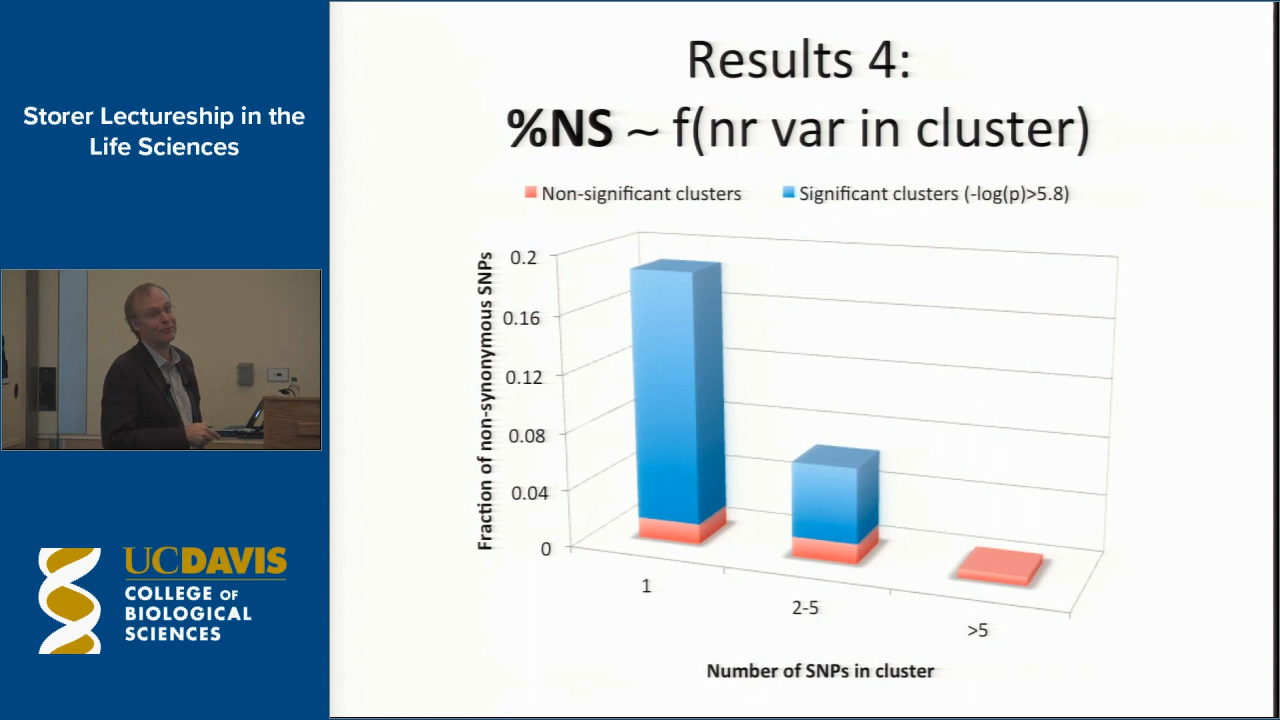 Storer Lectureship in the
Life Sciences
UCDAVIS
COLLEGE OF
BIOLOGICAL
SCIENCES
Results 4:
%NS ~ f(nr var in cluster)
Non-significant clusters
Significant clusters (-log(p)>5.8)
Fraction of non-synonymous SNPs
0.2
0.16
0.12
0.08
0.04
0
1
2-5
>5
Number of SNPs in cluster